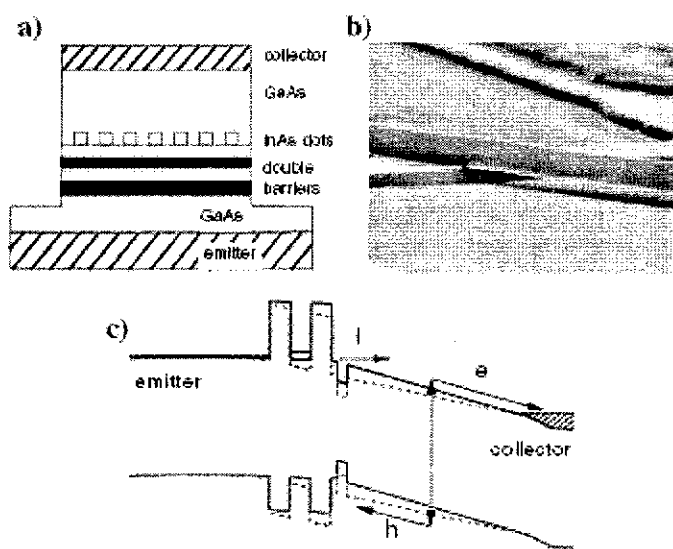 a)
collector
GaAs
InAs dots
double
barriers
GaAs
emitter
b)
c)
I
e
emitter
collector
h